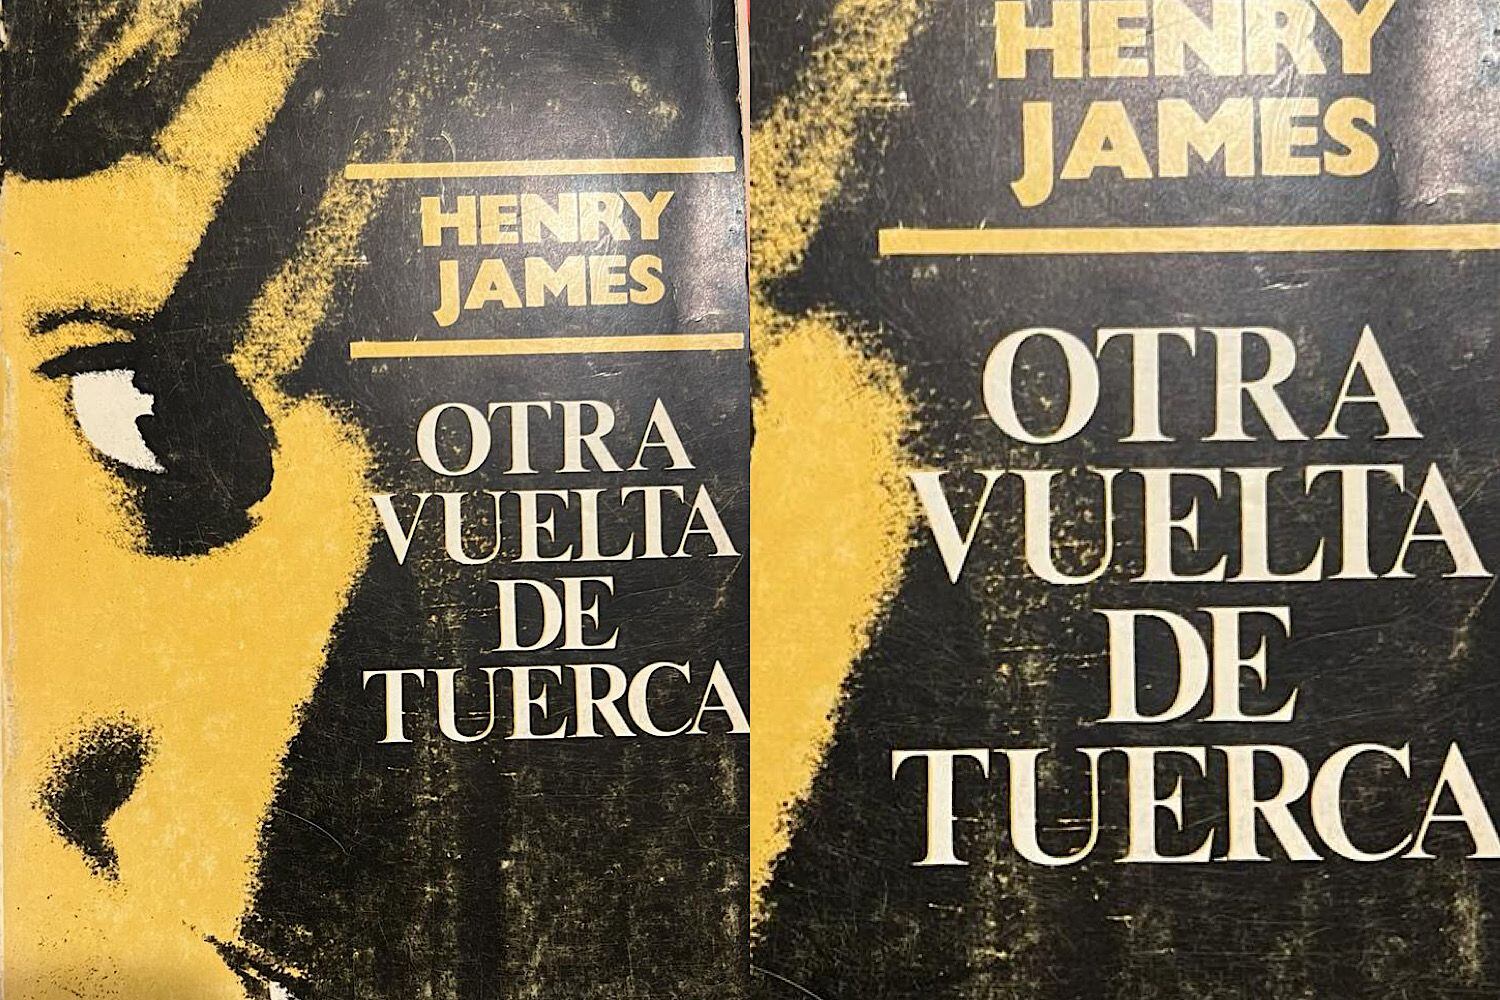 HENRY
JAMES
OTRA
VUELTA
DE
TUERCA
HENRY
JAMES
OTRA
VUELTA
DE
TUERCA